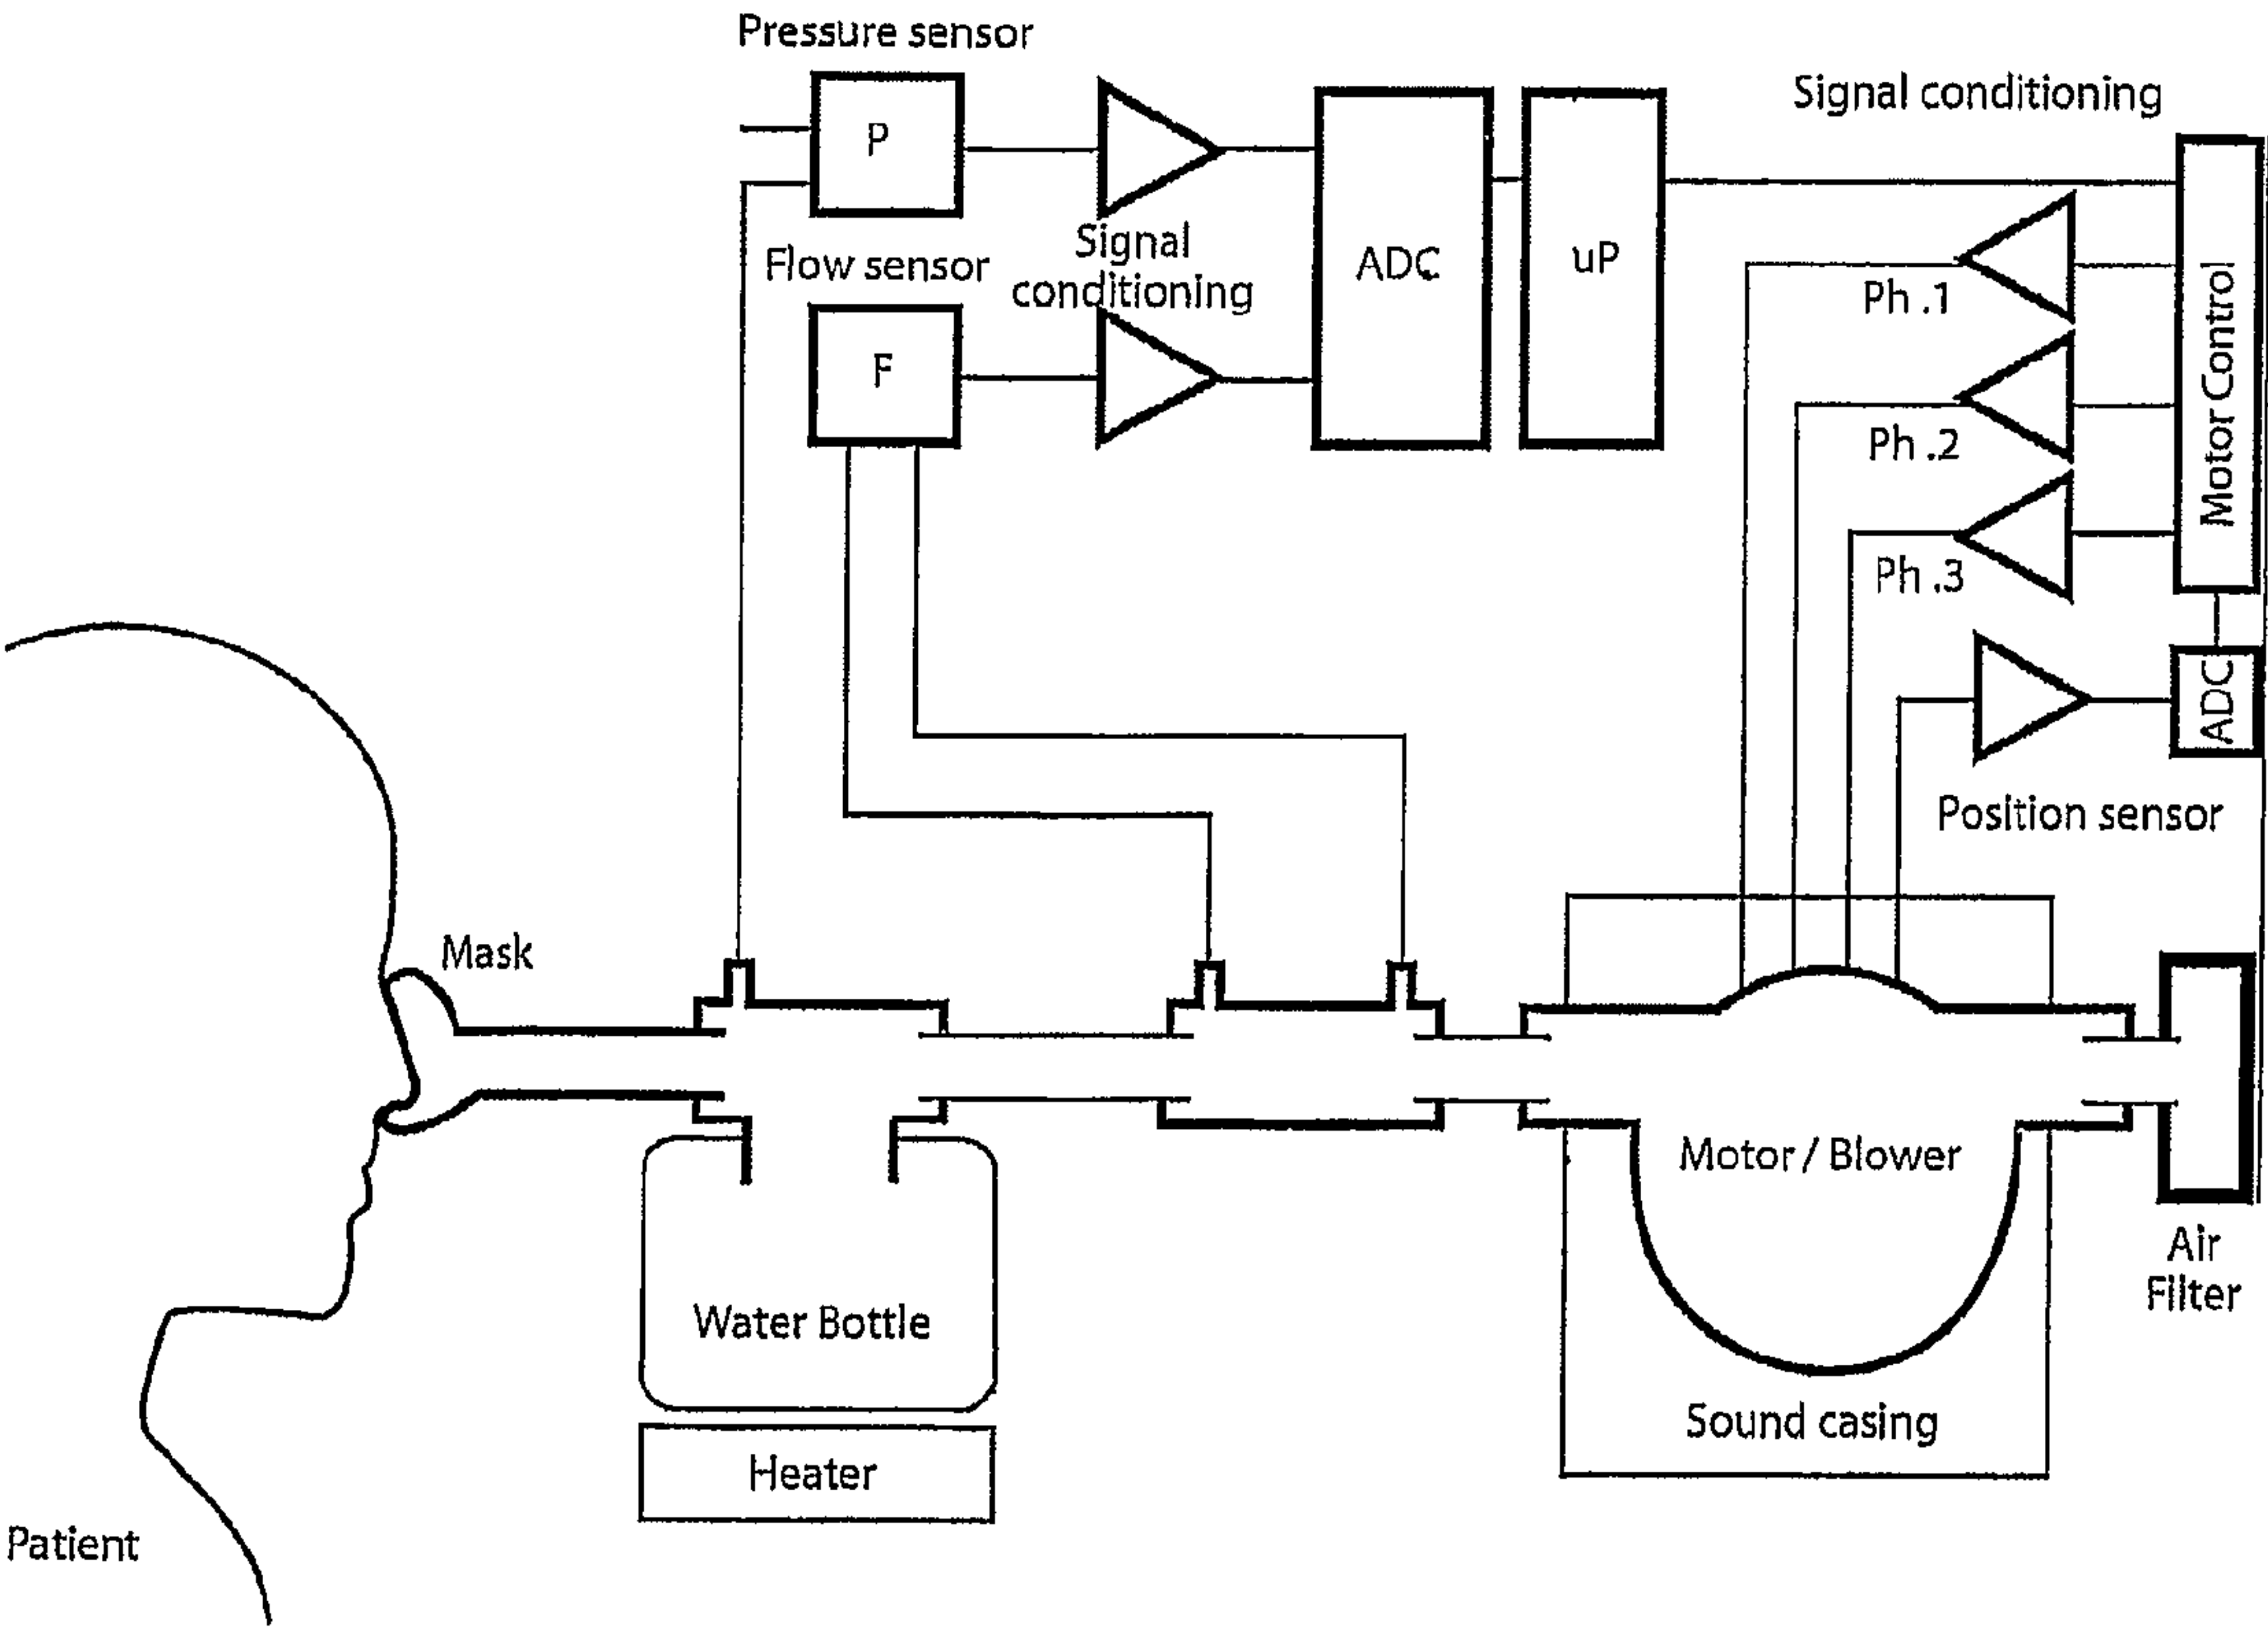 Pressure sensor
P
Signal conditioning
Flow sensor
Signal
conditioning
F
ADC
uP
Ph .1
Ph .2
Ph .3
Motor Control
ADC
Position sensor
Mask
Motor / Blower
Air
Filter
Water Bottle
Sound casing
Heater
Patient